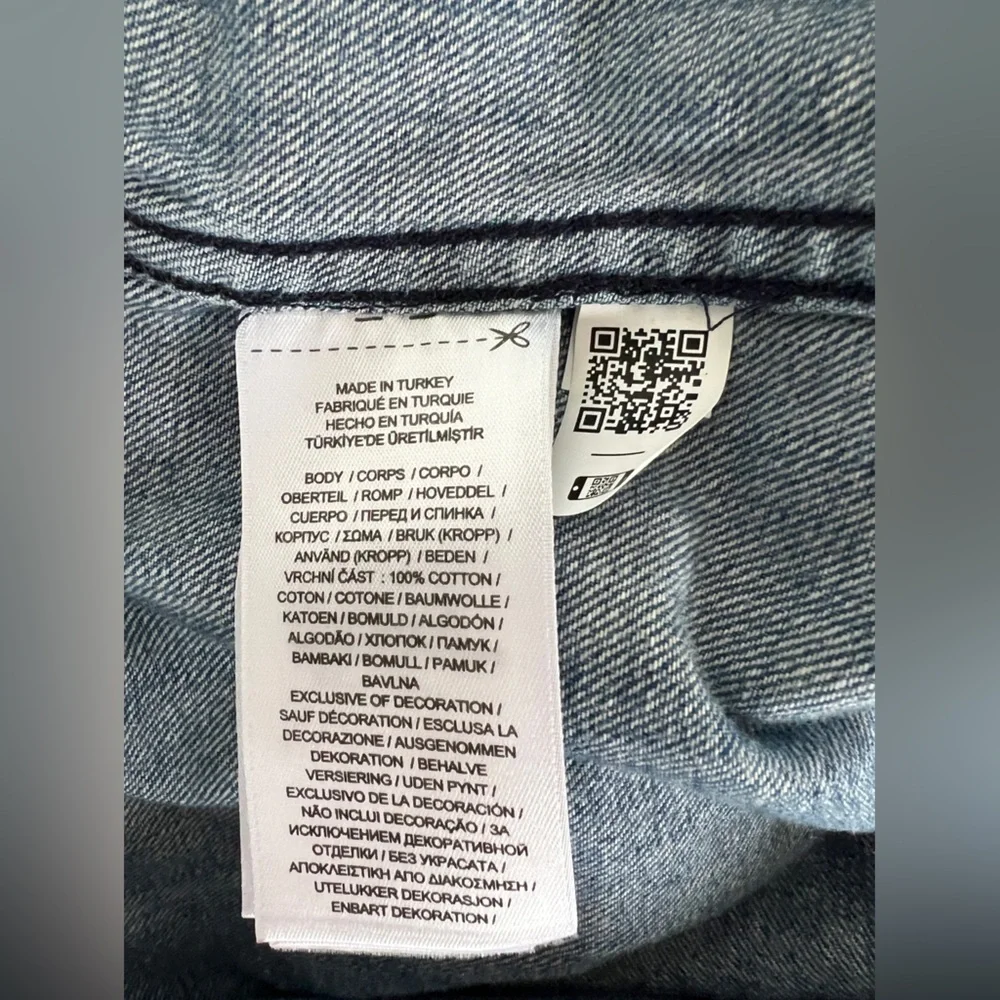 MADE IN TURKEY
FABRIQUÉ EN TURQUIE
HECHO EN TURQUÍA
TÜRKİYE'DE ÜRETİLMİŞTİR
BODY / CORPS / CORPO /
OBERTEIL / ROMP / HOVEDDEL /
CUERPO / ПЕРЕД И СПИНКА /
КОРПУС / ΣΩΜΑ / BRUK (KROPP) /
ANVÄND (KROPP) / BEDEN /
VRCHNÍ ČÁST : 100% COTTON /
COTON / COTONE / BAUMWOLLE /
KATOEN / BOMULD / ALGODÓN /
ALGODÃO / ХЛОПОК / ПАМУК /
BAMBAKI / BOMULL / PAMUK /
BAVLNA
EXCLUSIVE OF DECORATION /
SAUF DÉCORATION / ESCLUSA LA
DECORAZIONE / AUSGENOMMEN
DEKORATION / BEHALVE
VERSIERING / UDEN PYNT /
EXCLUSIVO DE LA DECORACIÓN /
NÃO INCLUI DECORAÇÃO / ЗА
ИСКЛЮЧЕНИЕМ ДЕКОРАТИВНОЙ
ОТДЕЛКИ / БЕЗ УКРАСАТА /
ΑΠΟΚΛΕΙΣΤΙΚΗ ΑΠΟ ΔΙΑΚΟΣΜΗΣΗ /
UTELUKKER DEKORASJON /
ENBART DEKORATION /